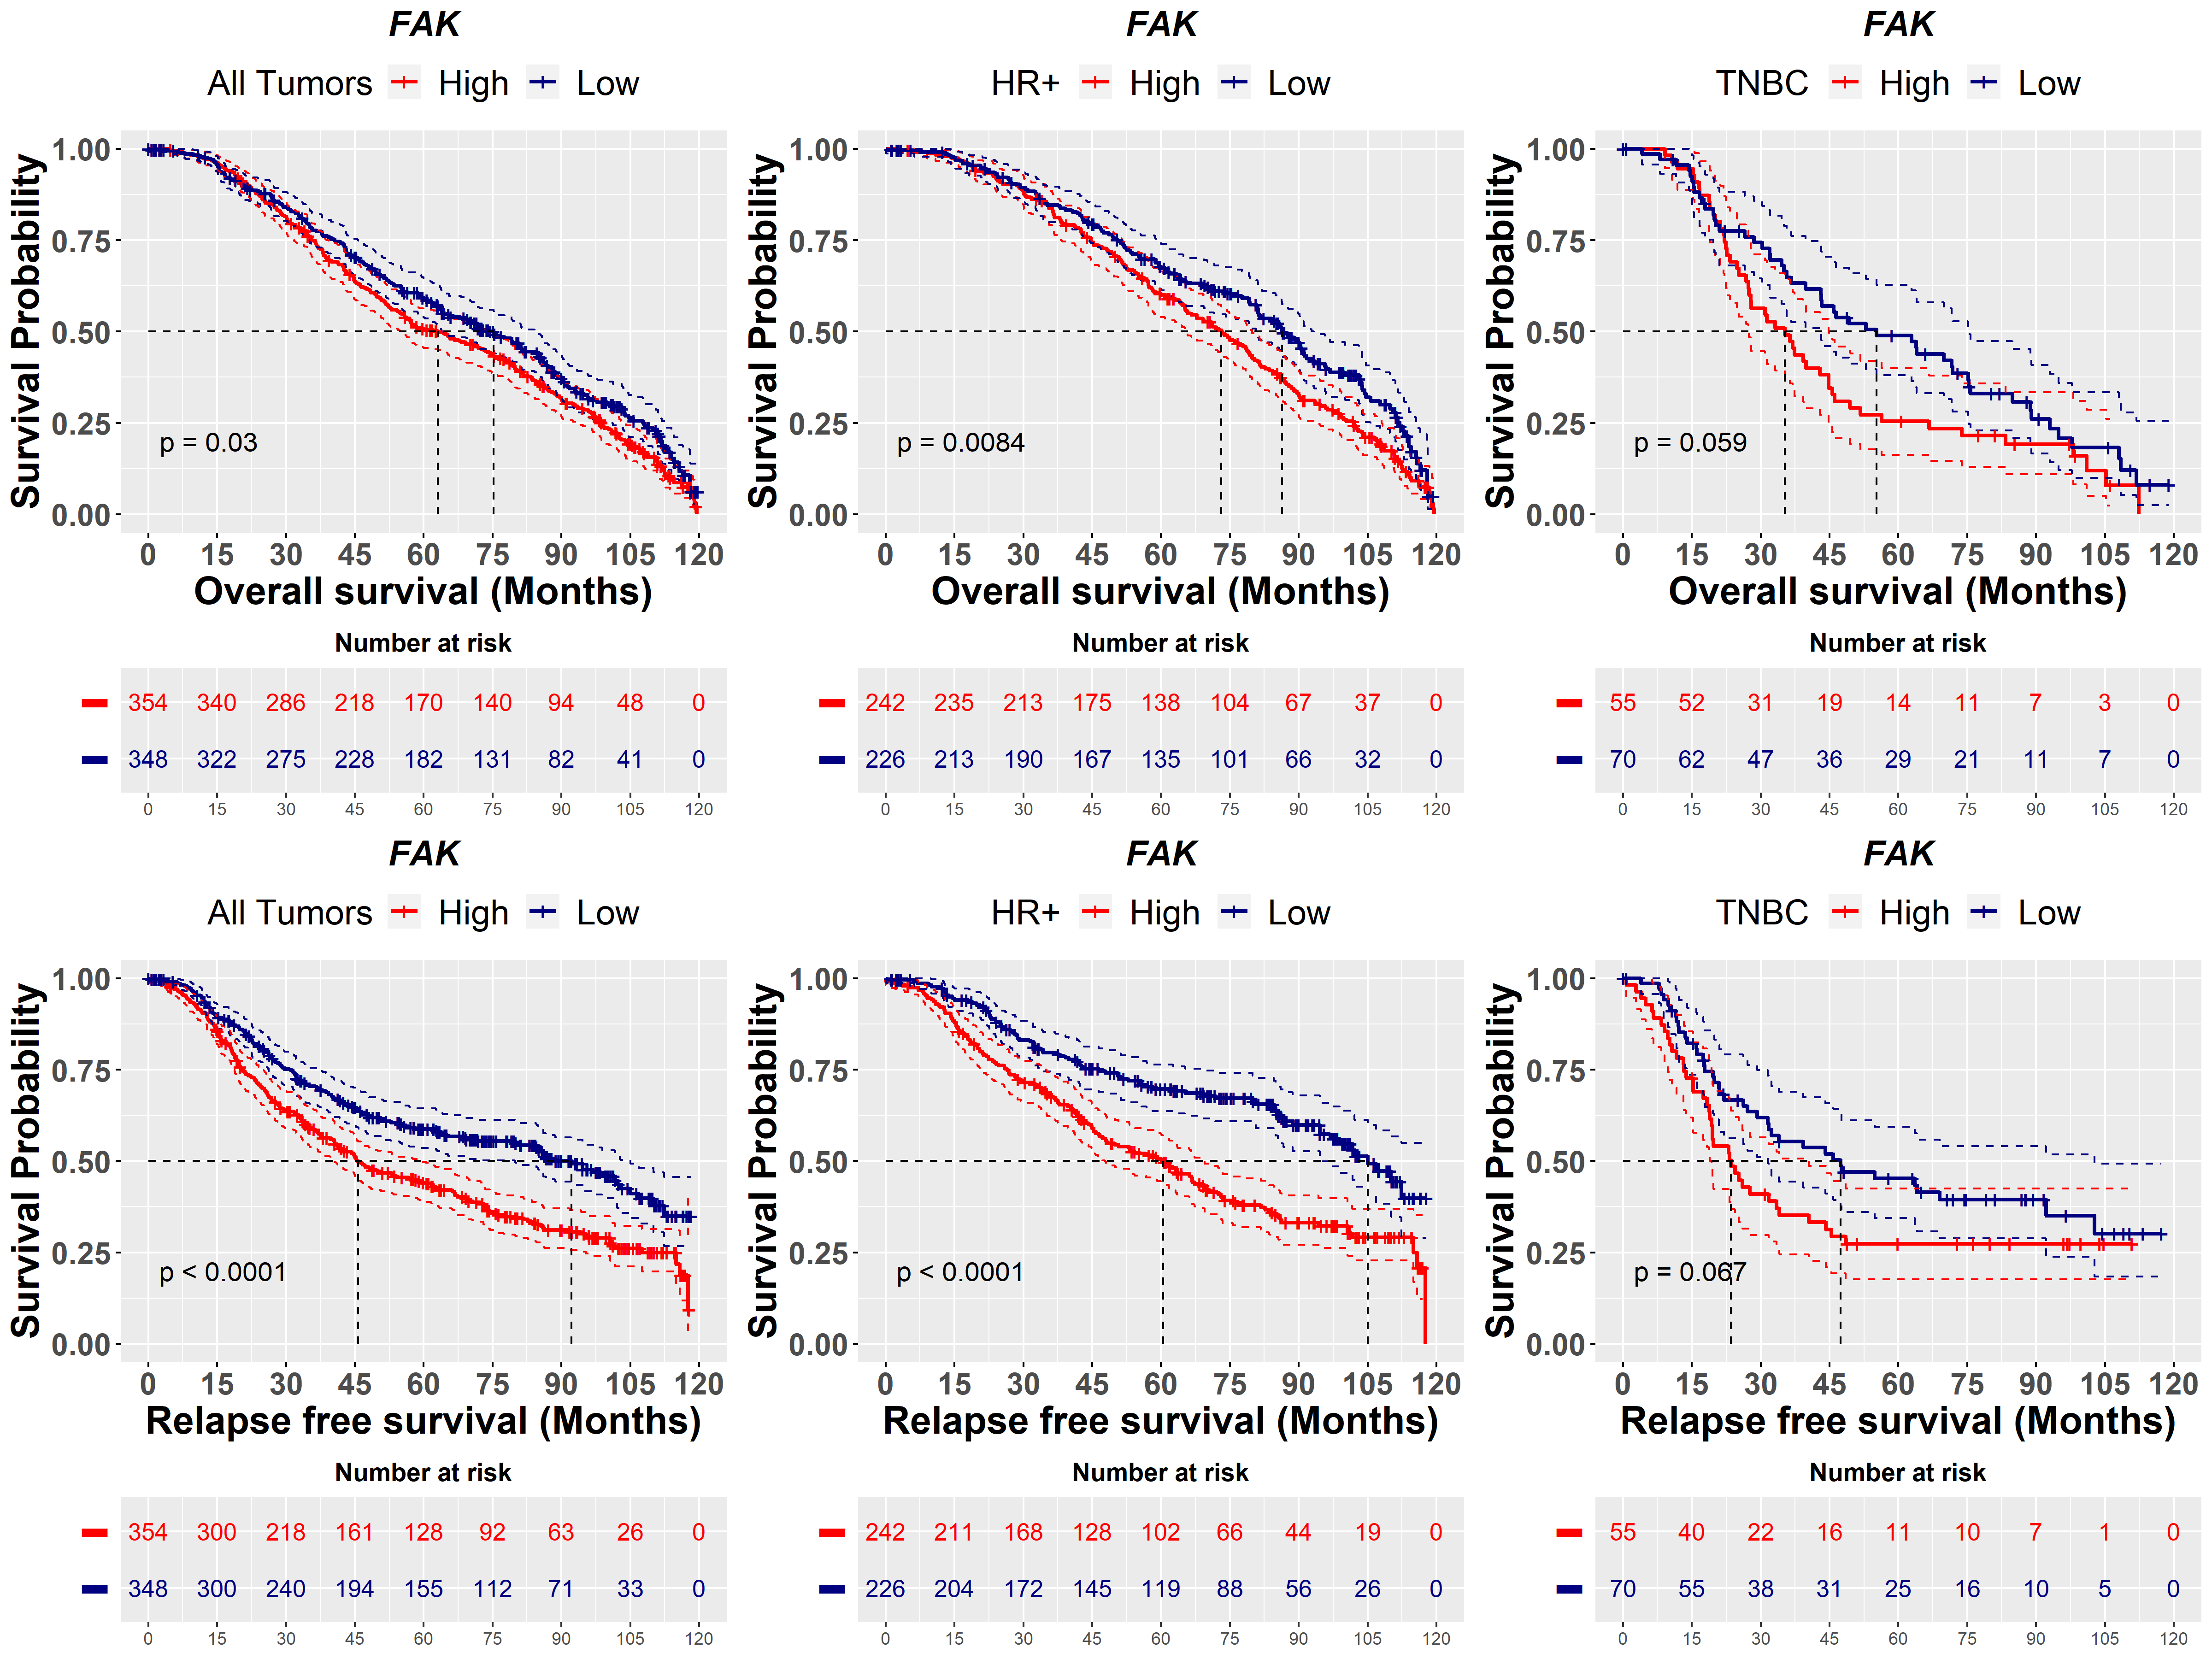 FAK
All Tumors High Low
Survival Probability
1.00
0.75
0.50
0.25
0.00
p = 0.03
0 15 30 45 60 75 90 105 120
Overall survival (Months)
Number at risk
354 340 286 218 170 140 94 48 0
348 322 275 228 182 131 82 41 0
0 15 30 45 60 75 90 105 120
FAK
HR+ High Low
Survival Probability
1.00
0.75
0.50
0.25
0.00
p = 0.0084
0 15 30 45 60 75 90 105 120
Overall survival (Months)
Number at risk
242 235 213 175 138 104 67 37 0
226 213 190 167 135 101 66 32 0
0 15 30 45 60 75 90 105 120
FAK
TNBC High Low
Survival Probability
1.00
0.75
0.50
0.25
0.00
p = 0.059
0 15 30 45 60 75 90 105 120
Overall survival (Months)
Number at risk
55 52 31 19 14 11 7 3 0
70 62 47 36 29 21 11 7 0
0 15 30 45 60 75 90 105 120
FAK
All Tumors High Low
Survival Probability
1.00
0.75
0.50
0.25
0.00
p < 0.0001
0 15 30 45 60 75 90 105 120
Relapse free survival (Months)
Number at risk
354 300 218 161 128 92 63 26 0
348 300 240 194 155 112 71 33 0
0 15 30 45 60 75 90 105 120
FAK
HR+ High Low
Survival Probability
1.00
0.75
0.50
0.25
0.00
p < 0.0001
0 15 30 45 60 75 90 105 120
Relapse free survival (Months)
Number at risk
242 211 168 128 102 66 44 19 0
226 204 172 145 119 88 56 26 0
0 15 30 45 60 75 90 105 120
FAK
TNBC High Low
Survival Probability
1.00
0.75
0.50
0.25
0.00
p = 0.067
0 15 30 45 60 75 90 105 120
Relapse free survival (Months)
Number at risk
55 40 22 16 11 10 7 1 0
70 55 38 31 25 16 10 5 0
0 15 30 45 60 75 90 105 120